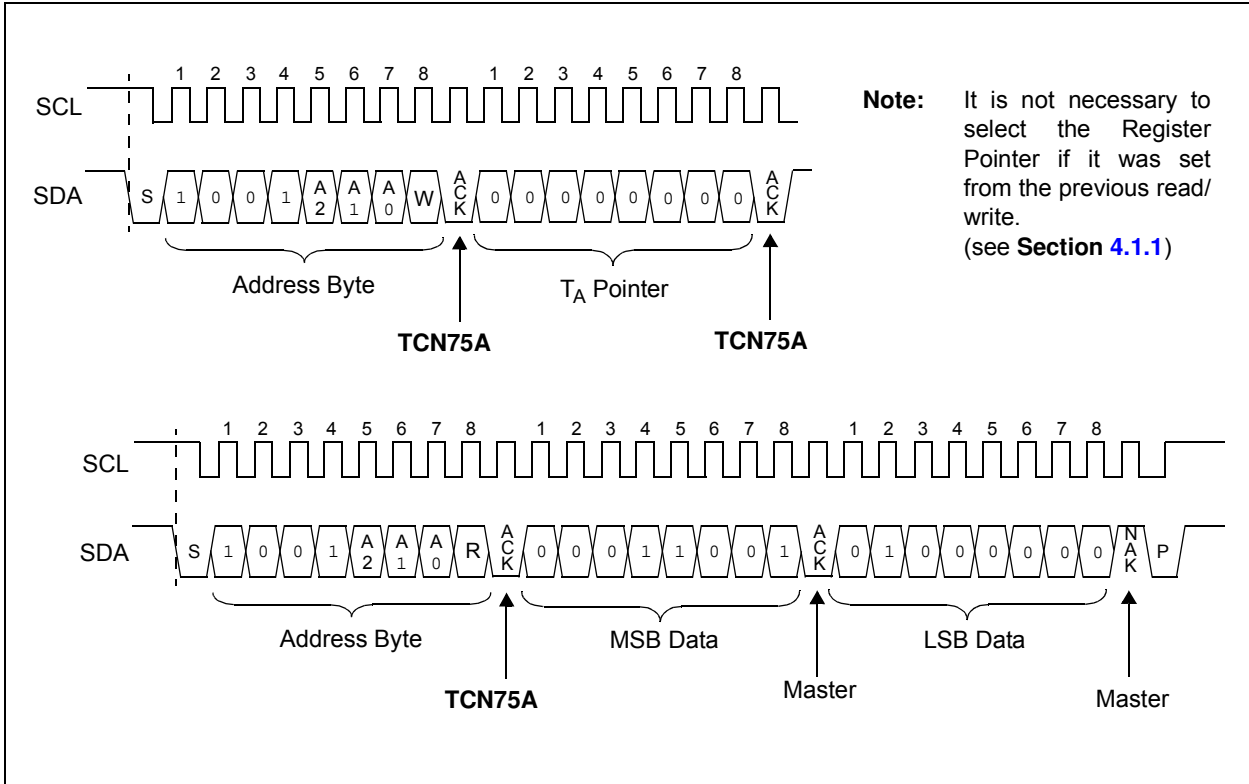 1 2 3 4 5 6 7 8 1 2 3 4 5 6 7 8
SCL
SDA
S 1 0 0 1 A2 A1 A0 W ACK 0 0 0 0 0 0 0 0 ACK
Address Byte
TA Pointer
TCN75A
TCN75A
Note: It is not necessary to
select the Register
Pointer if it was set
from the previous read/
write.
(see Section 4.1.1)
1 2 3 4 5 6 7 8 1 2 3 4 5 6 7 8 1 2 3 4 5 6 7 8
SCL
SDA
S 1 0 0 1 A2 A1 A0 R ACK 0 0 0 1 1 0 0 1 ACK 0 1 0 0 0 0 0 0 NAK P
Address Byte
MSB Data
LSB Data
TCN75A
Master
Master